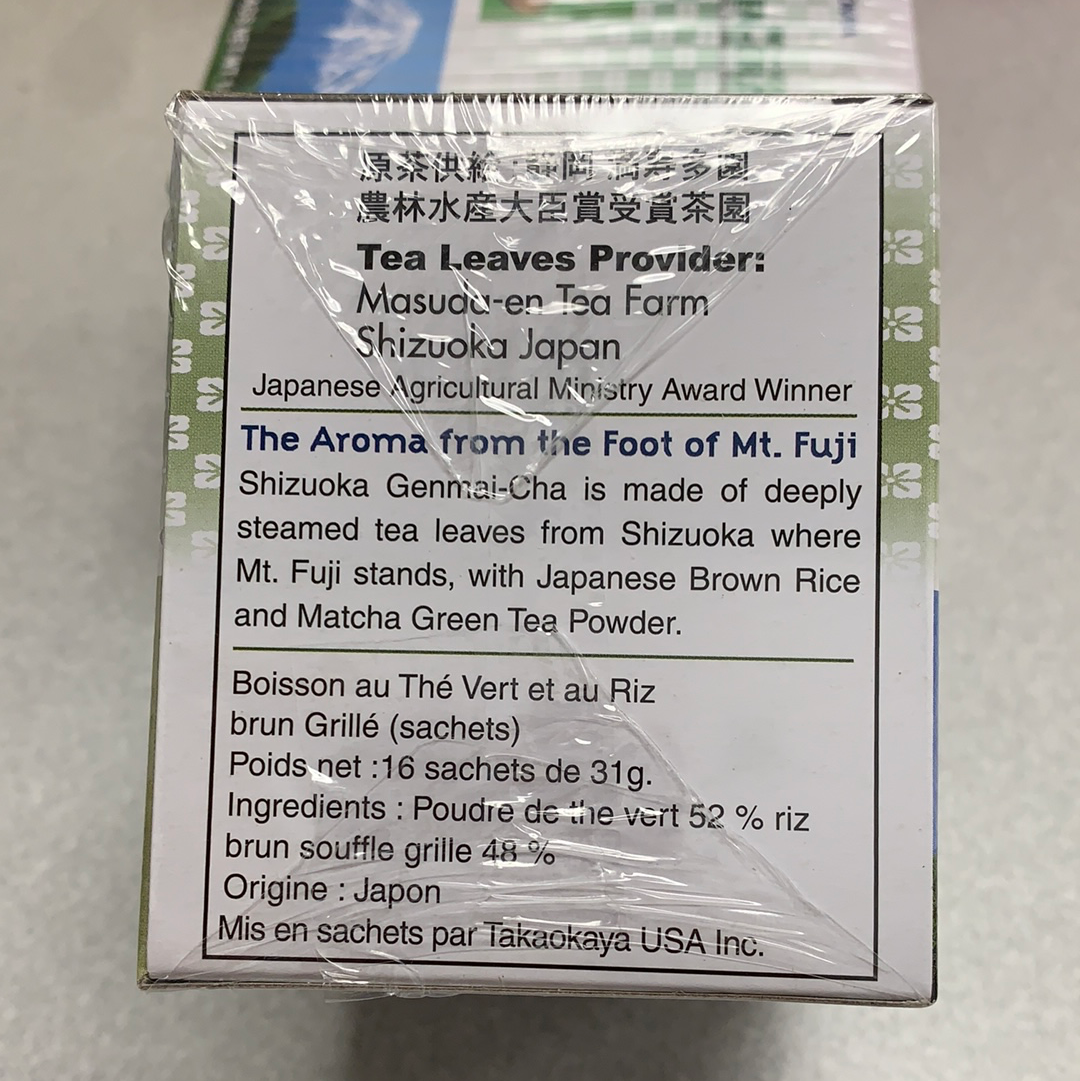 原茶供給：静岡 満寿多園
農林水産大臣賞受賞茶園
Tea Leaves Provider:
Masuda-en Tea Farm
Shizuoka Japan
Japanese Agricultural Ministry Award Winner
The Aroma from the Foot of Mt. Fuji
Shizuoka Genmai-Cha is made of deeply
steamed tea leaves from Shizuoka where
Mt. Fuji stands, with Japanese Brown Rice
and Matcha Green Tea Powder.
Boisson au Thé Vert et au Riz
brun Grillé (sachets)
Poids net :16 sachets de 31g.
Ingredients : Poudre de the vert 52 % riz
brun souffle grille 48 %
Origine : Japon
Mis en sachets par Takaokaya USA Inc.